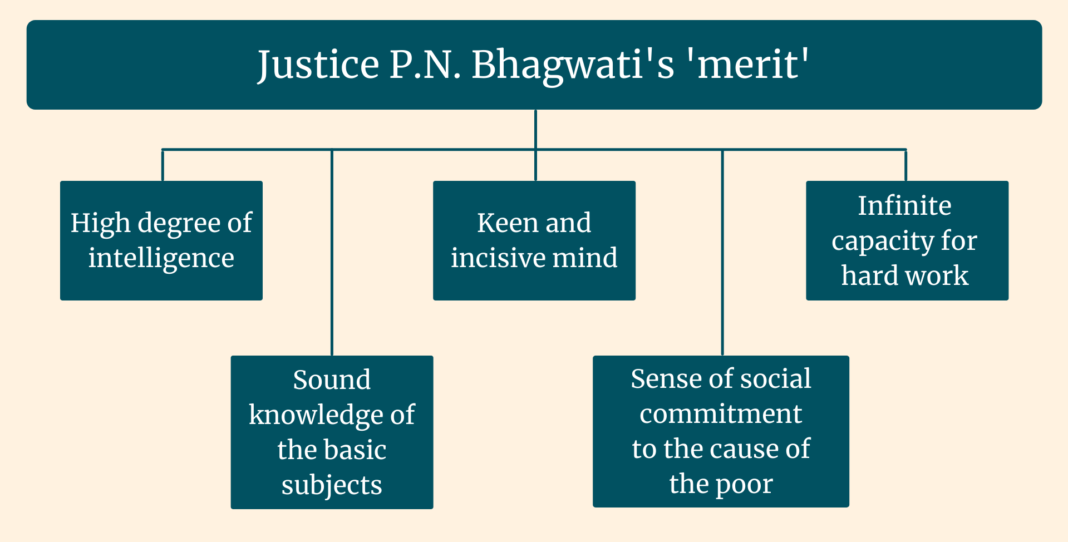 Justice P.N. Bhagwati's 'merit'
High degree of
intelligence
Keen and
incisive mind
Infinite
capacity for
hard work
Sound
knowledge of
the basic
subjects
Sense of social
commitment
to the cause of
the poor